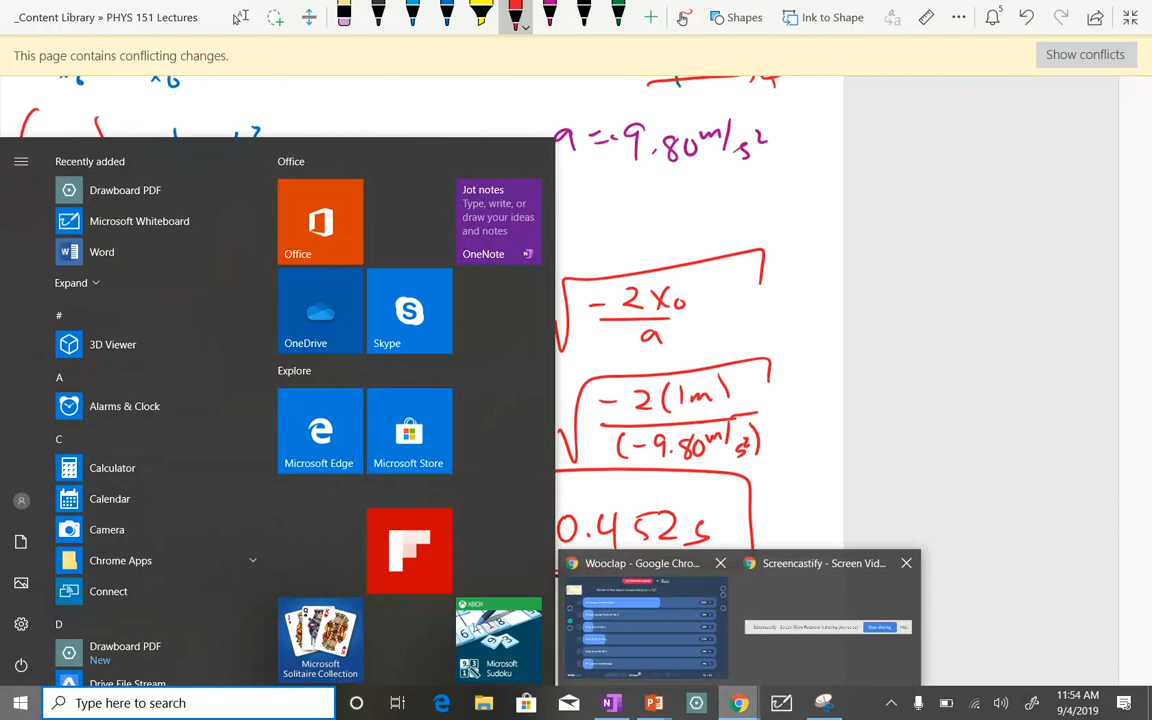 _Content Library » PHYS 151 Lectures
Shapes
Ink to Shape
This page contains conflicting changes.
Show conflicts
a = -9.80 m/s²
Recently added
Drawboard PDF
Microsoft Whiteboard
Word
Expand
#
3D Viewer
A
Alarms & Clock
C
Calculator
Calendar
Camera
Chrome Apps
Connect
D
Drawboard PDF
New
Drive File Stream
Office
Office
Jot notes
Type, write, or
draw your ideas
and notes
OneNote
OneDrive
Skype
Explore
Microsoft Edge
Microsoft Store
Microsoft
Solitaire Collection
XBOX
Microsoft
Sudoku
√ -2x₀
a
√ -2(1m)
(-9.80 m/s²)
0.452 s
Wooclap - Google Chro...
Screencastify - Screen Vid...
Type here to search
11:54 AM
9/4/2019